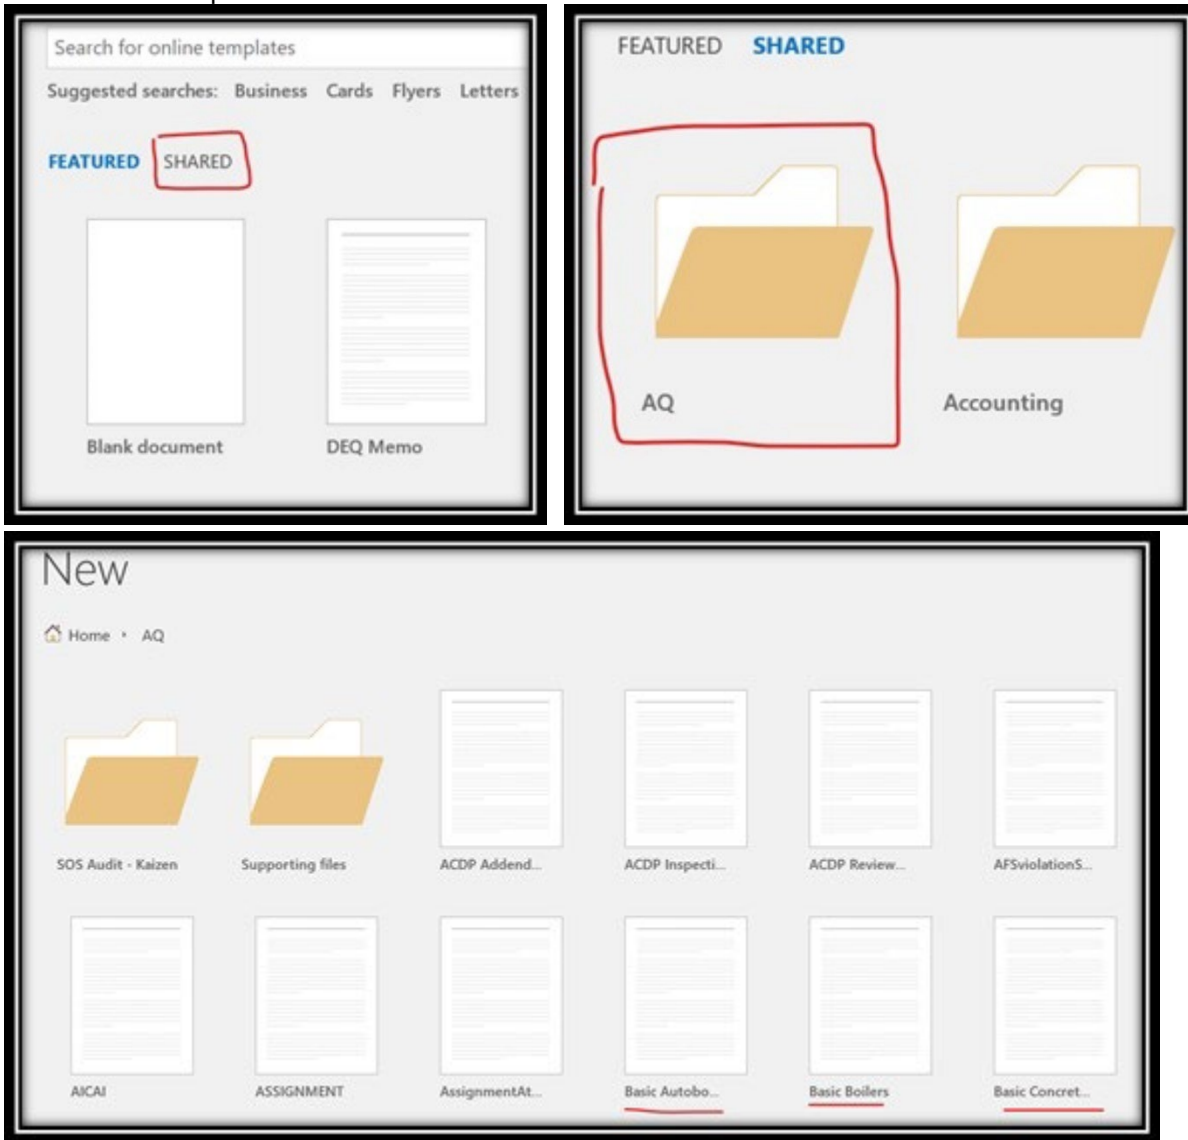 Search for online templates
Suggested searches: Business Cards Flyers Letters
FEATURED SHARED
Blank document DEQ Memo
FEATURED SHARED
AQ Accounting
New
Home AQ
SOS Audit - Kaizen Supporting files ACDP Addend... ACDP Inspecti... ACDP Review... AFSviolationS...
AICAI ASSIGNMENT AssignmentAt... Basic Autobo... Basic Boilers Basic Concret...